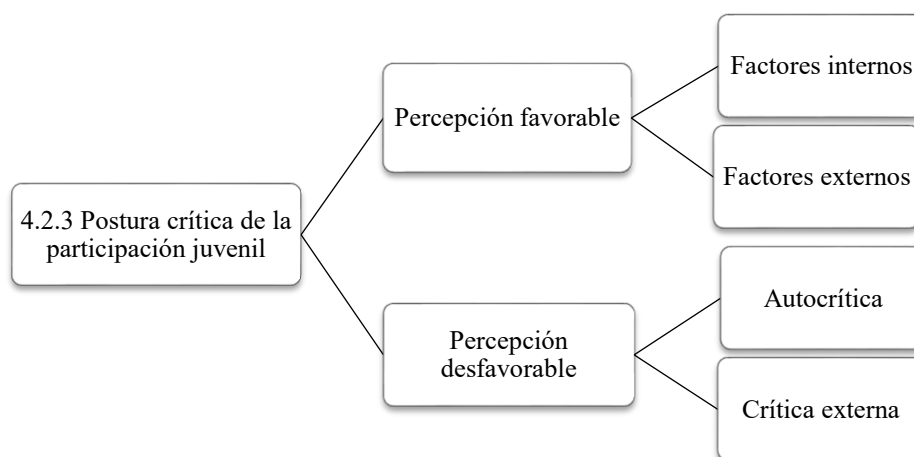 4.2.3 Postura crítica de la
participación juvenil
Percepción favorable
Factores internos
Factores externos
Percepción
desfavorable
Autocrítica
Crítica externa